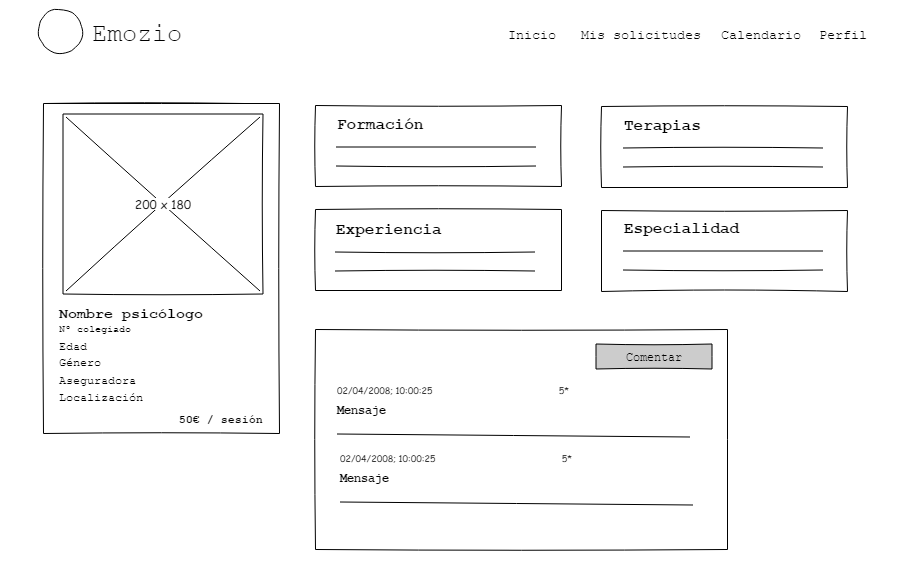 Emozio
Inicio Mis solicitudes Calendario Perfil
200 x 180
Nombre psicólogo
Nº colegiado
Edad
Género
Aseguradora
Localización
50€ / sesión
Formación
Terapias
Experiencia
Especialidad
Comentar
02/04/2008; 10:00:25 5*
Mensaje
02/04/2008; 10:00:25 5*
Mensaje